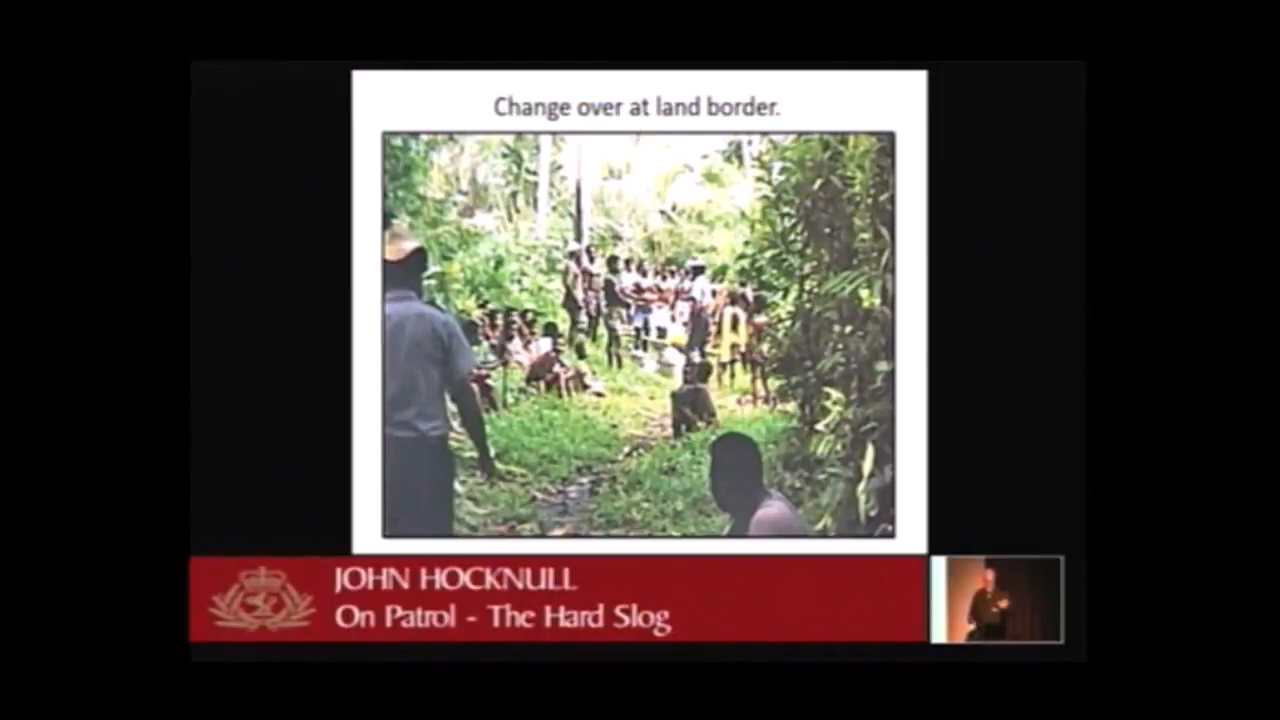 Change over at land border.
JOHN HOCKNULL
On Patrol - The Hard Slog